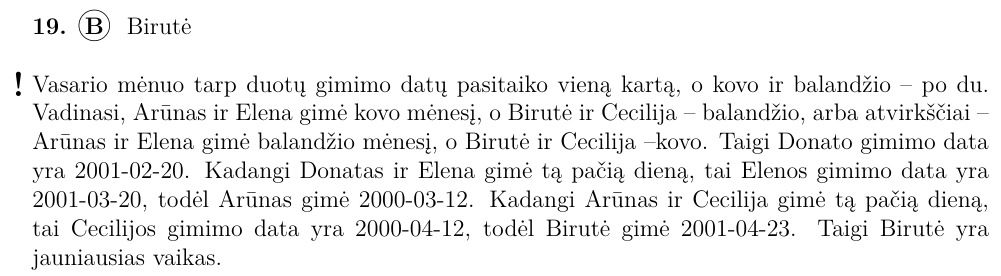 19. B Birutė
! Vasario mėnuo tarp duotų gimimo datų pasitaiko vieną kartą, o kovo ir balandžio – po du.
Vadinasi, Arūnas ir Elena gimė kovo mėnesį, o Birutė ir Cecilija – balandžio, arba atvirkščiai –
Arūnas ir Elena gimė balandžio mėnesį, o Birutė ir Cecilija –kovo. Taigi Donato gimimo data
yra 2001-02-20. Kadangi Donatas ir Elena gimė tą pačią dieną, tai Elenos gimimo data yra
2001-03-20, todėl Arūnas gimė 2000-03-12. Kadangi Arūnas ir Cecilija gimė tą pačią dieną,
tai Cecilijos gimimo data yra 2000-04-12, todėl Birutė gimė 2001-04-23. Taigi Birutė yra
jauniausias vaikas.